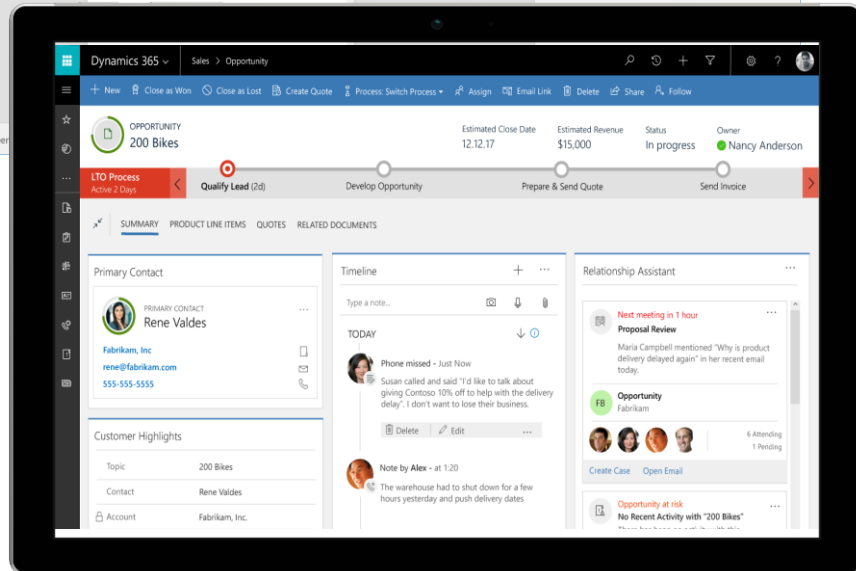 Dynamics 365
Sales > Opportunity
?
+ New
Close as Won
Close as Lost
Create Quote
Process: Switch Process
Assign
Email Link
Delete
Share
Follow
OPPORTUNITY
200 Bikes
Estimated Close Date
12.12.17
Estimated Revenue
$15,000
Status
In progress
Owner
Nancy Anderson
LTO Process
Active 2 Days
Qualify Lead (2d)
Develop Opportunity
Prepare & Send Quote
Send Invoice
SUMMARY
PRODUCT LINE ITEMS
QUOTES
RELATED DOCUMENTS
Primary Contact
PRIMARY CONTACT
Rene Valdes
Fabrikam, Inc
rene@fabrikam.com
555-555-5555
Customer Highlights
Topic
200 Bikes
Contact
Rene Valdes
Account
Fabrikam, Inc.
Timeline
Type a note...
TODAY
Phone missed - Just Now
Susan called and said "I'd like to talk about
giving Contoso 10% off to help with the delivery
delay". I don't want to lose their business.
Delete
Edit
Note by Alex - at 1:20
The warehouse had to shut down for a few
hours yesterday and push delivery dates
Relationship Assistant
Next meeting in 1 hour
Proposal Review
Maria Campbell mentioned "Why is product
delivery delayed again" in her recent email
today.
FB
Opportunity
Fabrikam
6 Attending
1 Pending
Create Case
Open Email
Opportunity at risk
No Recent Activity with "200 Bikes"